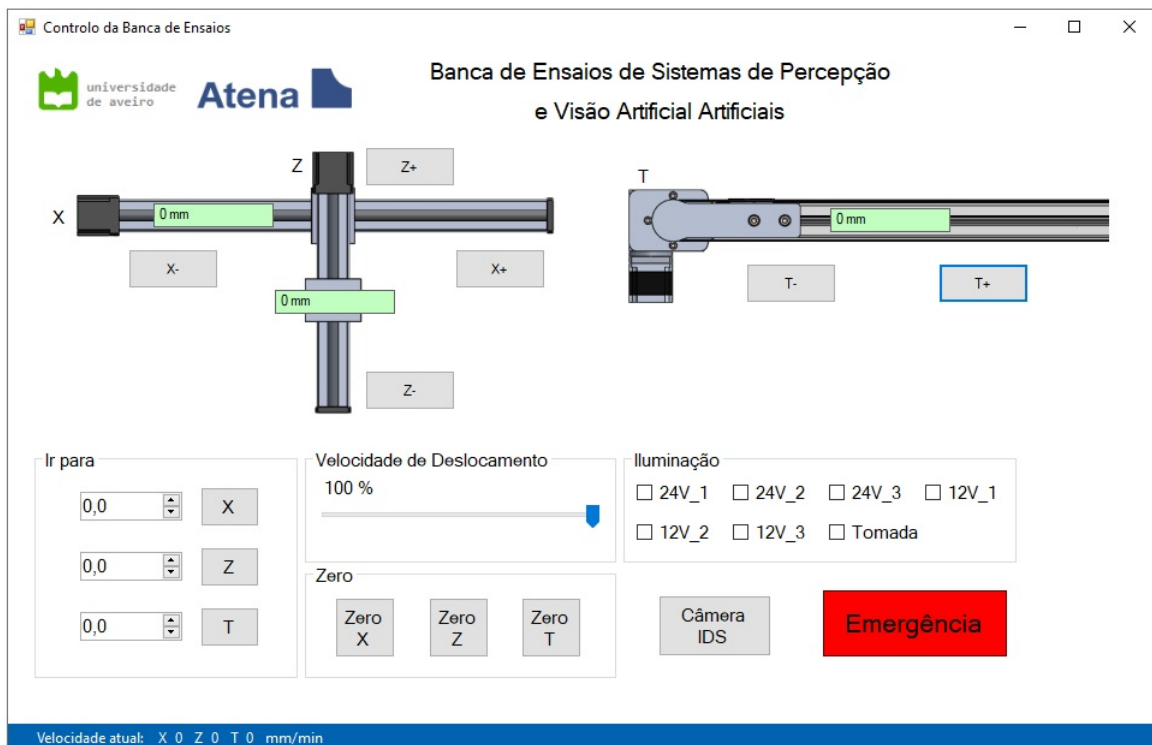 Controlo da Banca de Ensaios
universidade
de aveiro
Atena
Banca de Ensaios de Sistemas de Percepção
e Visão Artificial Artificiais
Z
Z+
X
0 mm
X-
X+
0 mm
Z-
T
0 mm
T-
T+
Ir para
0,0
X
0,0
Z
0,0
T
Velocidade de Deslocamento
100 %
Zero
Zero
X
Zero
Z
Zero
T
Iluminação
24V_1 24V_2 24V_3 12V_1
12V_2 12V_3 Tomada
Câmera
IDS
Emergência
Velocidade atual: X 0 Z 0 T 0 mm/min